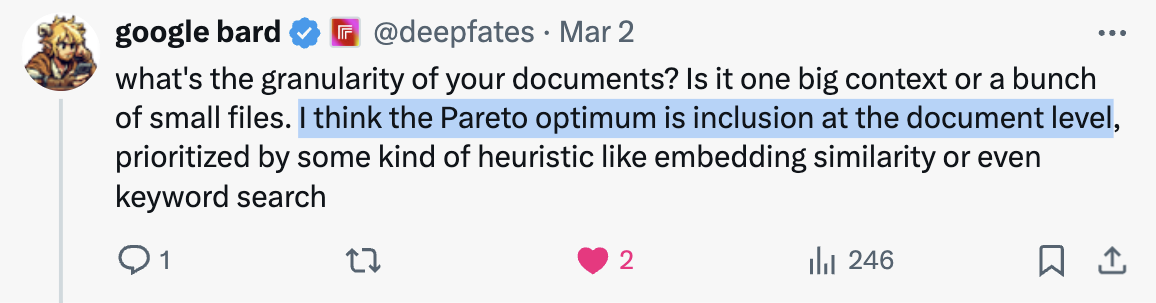 google bard @deepfates · Mar 2
what's the granularity of your documents? Is it one big context or a bunch
of small files. I think the Pareto optimum is inclusion at the document level,
prioritized by some kind of heuristic like embedding similarity or even
keyword search
1 2 246